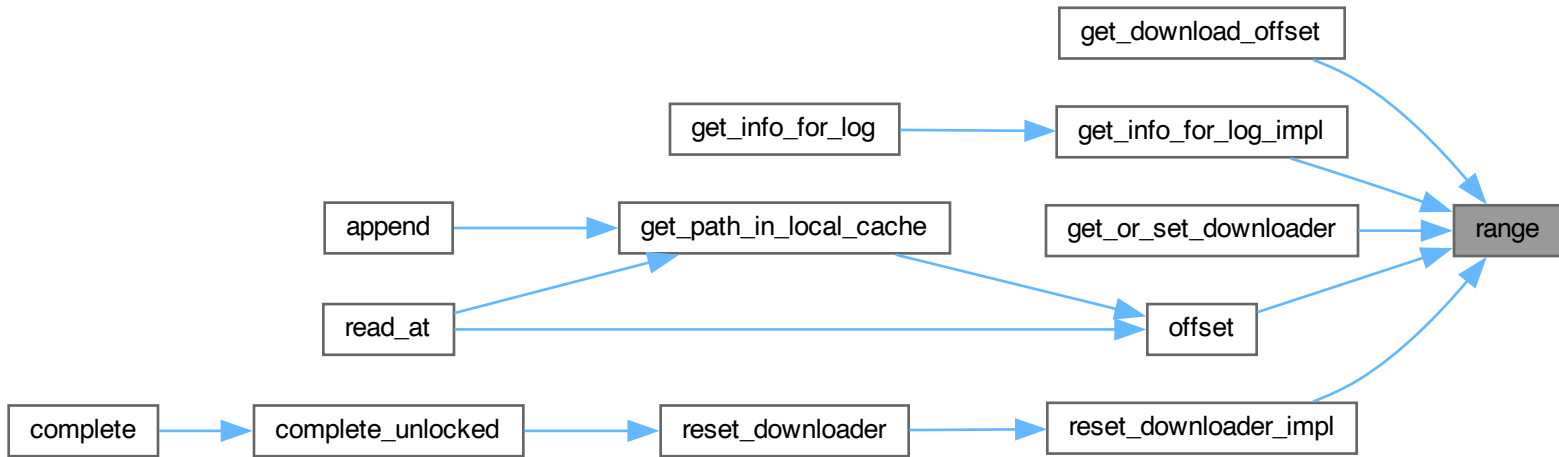 get_download_offset
get_info_for_log
get_info_for_log_impl
append
get_path_in_local_cache
get_or_set_downloader
range
read_at
offset
complete
complete_unlocked
reset_downloader
reset_downloader_impl